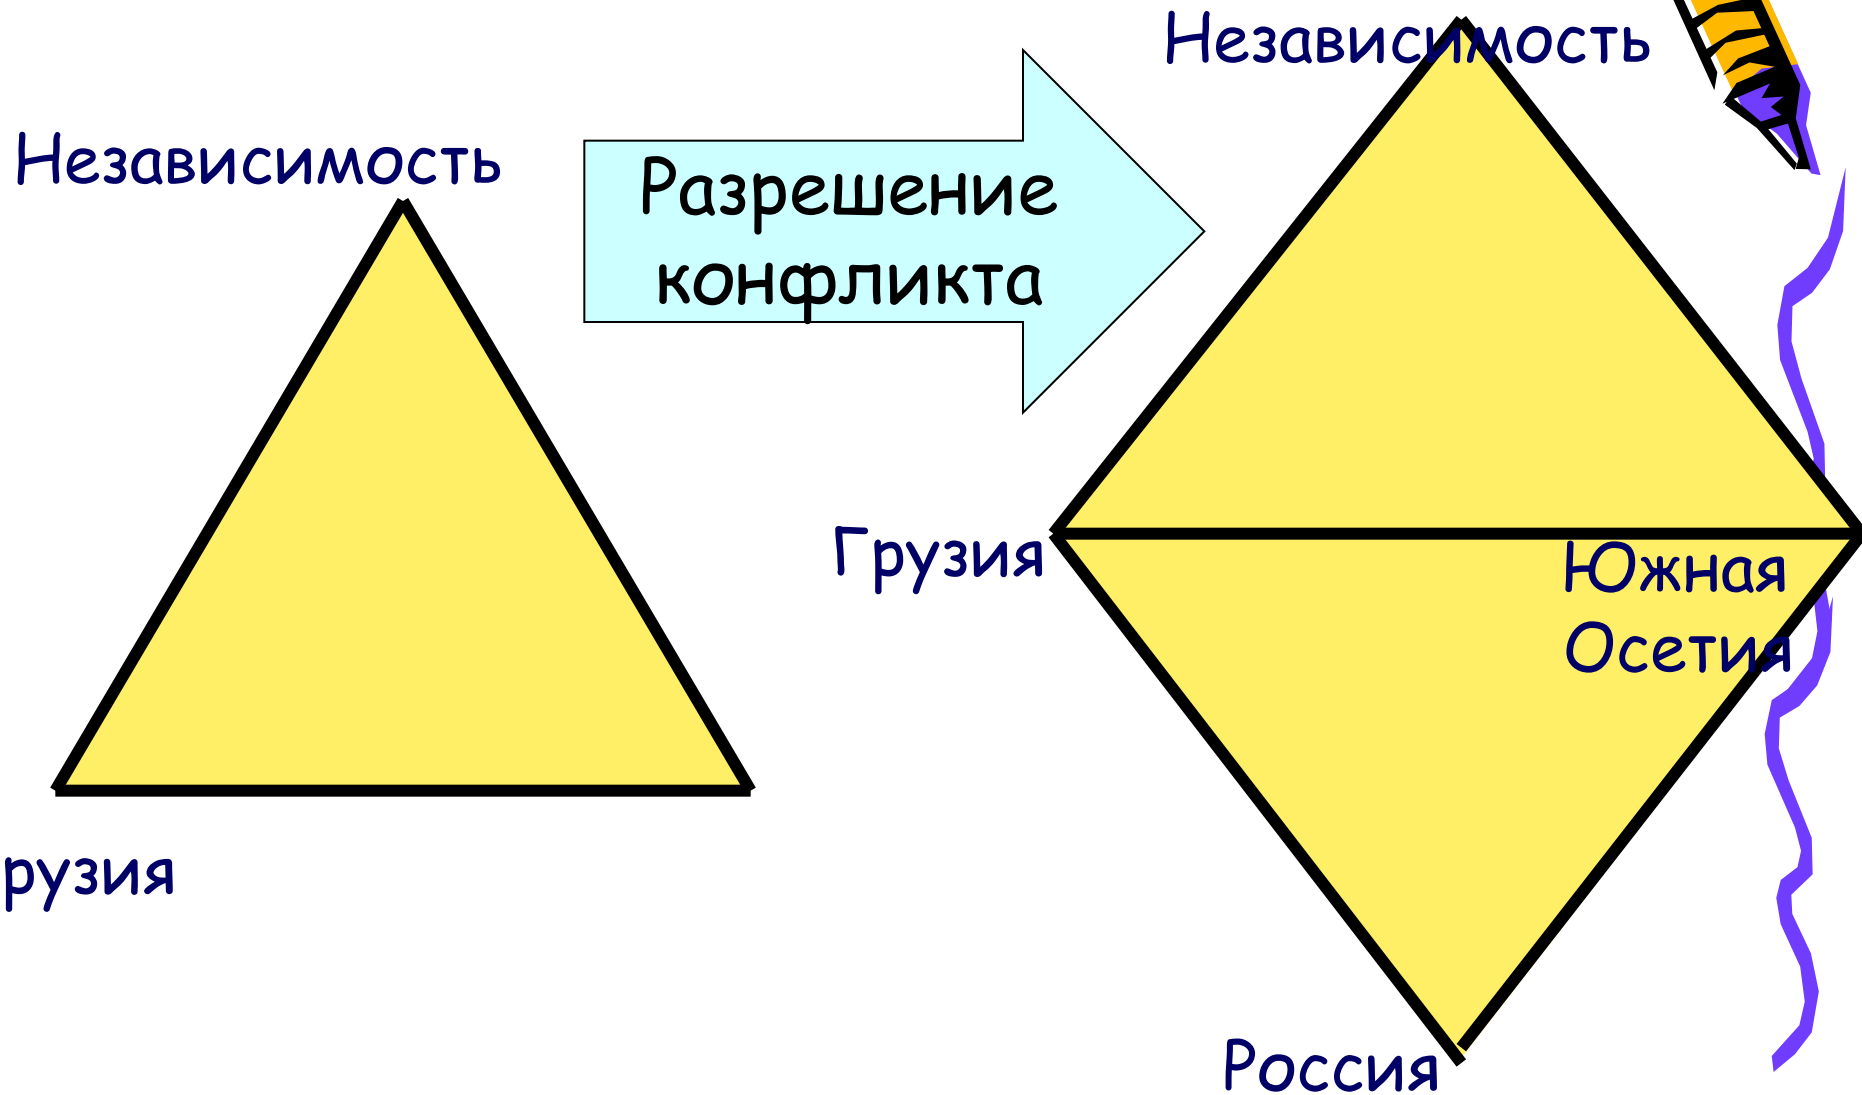 Независимость
Разрешение
конфликта
Независимость
рузия
Грузия
Южная
Осетия
Россия